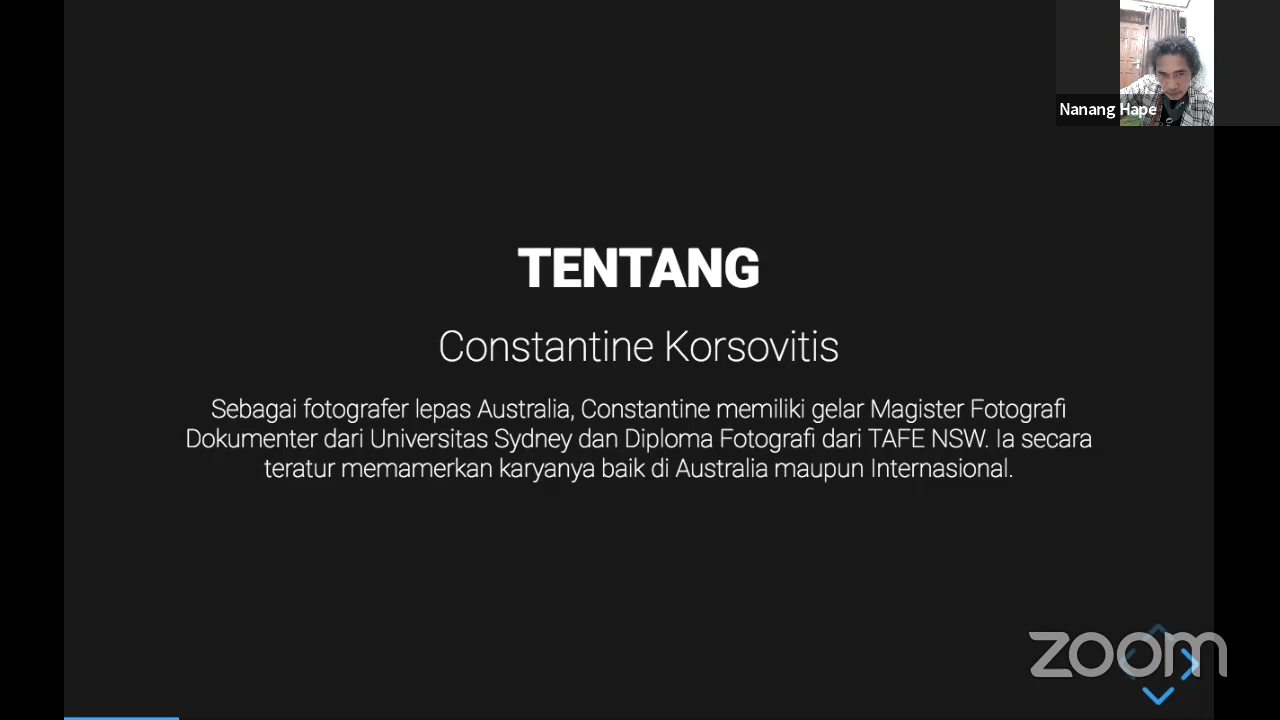 Nanang Hape
TENTANG
Constantine Korsovitis
Sebagai fotografer lepas Australia, Constantine memiliki gelar Magister Fotografi
Dokumenter dari Universitas Sydney dan Diploma Fotografi dari TAFE NSW. Ia secara
teratur memamerkan karyanya baik di Australia maupun Internasional.
zoom